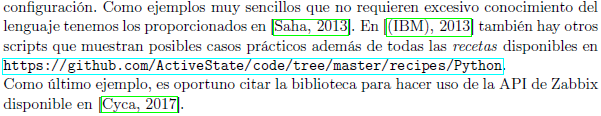 configuración. Como ejemplos muy sencillos que no requieren excesivo conocimiento del
lenguaje tenemos los proporcionados en [Saha, 2013]. En [(IBM), 2013] también hay otros
scripts que muestran posibles casos prácticos además de todas las recetas disponibles en
https://github.com/ActiveState/code/tree/master/recipes/Python.
Como último ejemplo, es oportuno citar la biblioteca para hacer uso de la API de Zabbix
disponible en [Cyca, 2017].